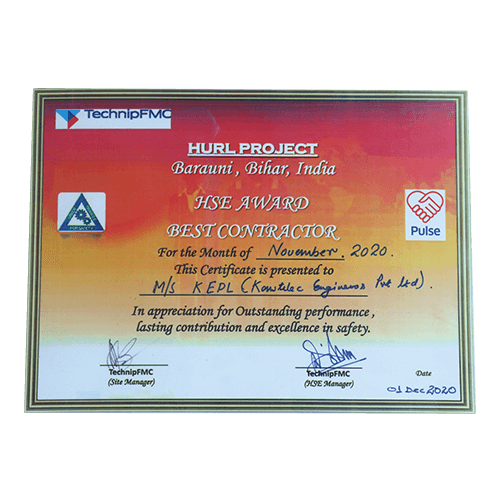 TechnipFMC
HURL PROJECT
Barauni, Bihar, India
HSE AWARD
BEST CONTRACTOR
Pulse
For the Month of November. 2020.
This Certificate is presented to
M/s KEPL (Kowtilec Engineers Pvt Ltd).
In appreciation for Outstanding performance,
lasting contribution and excellence in safety.
TechnipFMC
(Site Manager)
TechnipFMC
(HSE Manager)
Date
01 Dec 2020